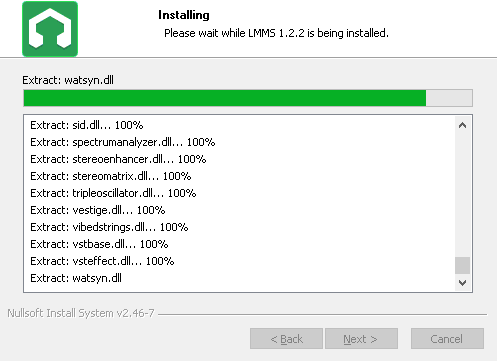 Installing
Please wait while LMMS 1.2.2 is being installed.
Extract: watsyn.dll
Extract: sid.dll... 100%
Extract: spectrumanalyzer.dll... 100%
Extract: stereoenhancer.dll... 100%
Extract: stereomatrix.dll... 100%
Extract: tripleoscillator.dll... 100%
Extract: vestige.dll... 100%
Extract: vibedstrings.dll... 100%
Extract: vstbase.dll... 100%
Extract: vsteffect.dll... 100%
Extract: watsyn.dll
Nullsoft Install System v2.46-7
< Back Next > Cancel